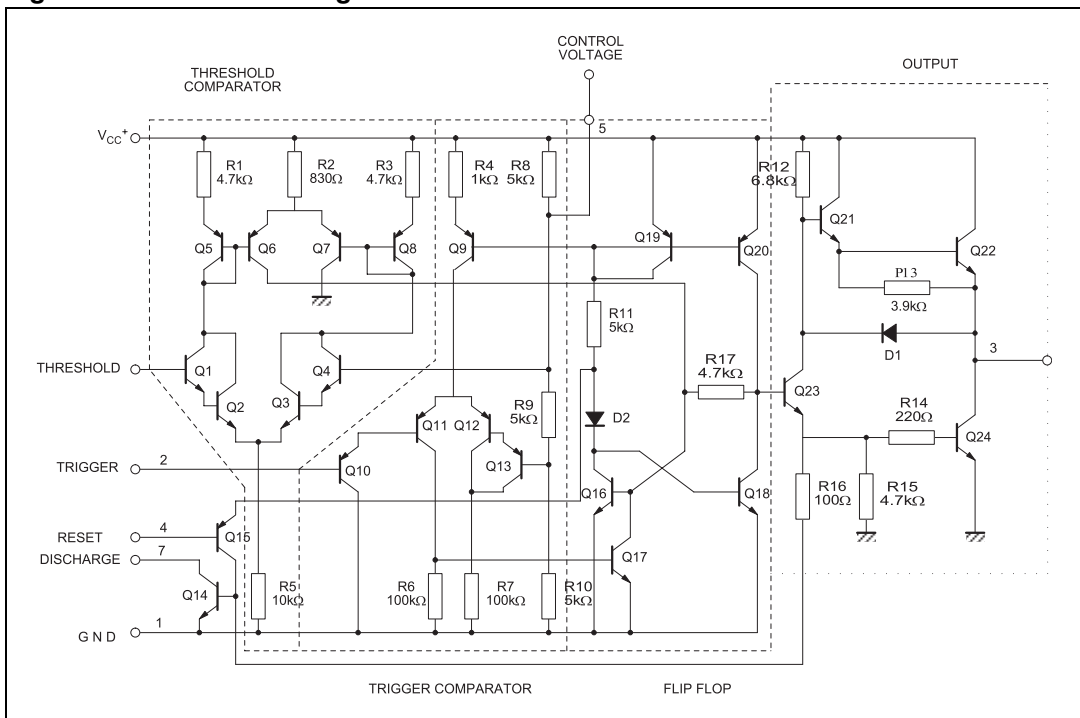 CONTROL
VOLTAGE
OUTPUT
THRESHOLD
COMPARATOR
5
VCC+
R1
4.7kΩ
R2
830Ω
R3
4.7kΩ
R4
1kΩ
R8
5kΩ
R12
6.8kΩ
Q5
Q6
Q7
Q8
Q9
Q19
Q20
Q21
Q22
P13
3.9kΩ
R11
5kΩ
D1
3
THRESHOLD
Q1
Q2
Q3
Q4
R17
4.7kΩ
Q23
R9
5kΩ
D2
R14
220Ω
Q11
Q12
Q24
TRIGGER
2
Q10
Q13
Q16
Q18
R16
100Ω
R15
4.7kΩ
RESET
4
Q15
DISCHARGE
7
Q17
Q14
R5
10kΩ
R6
100kΩ
R7
100kΩ
R10
5kΩ
GND
1
TRIGGER COMPARATOR
FLIP FLOP